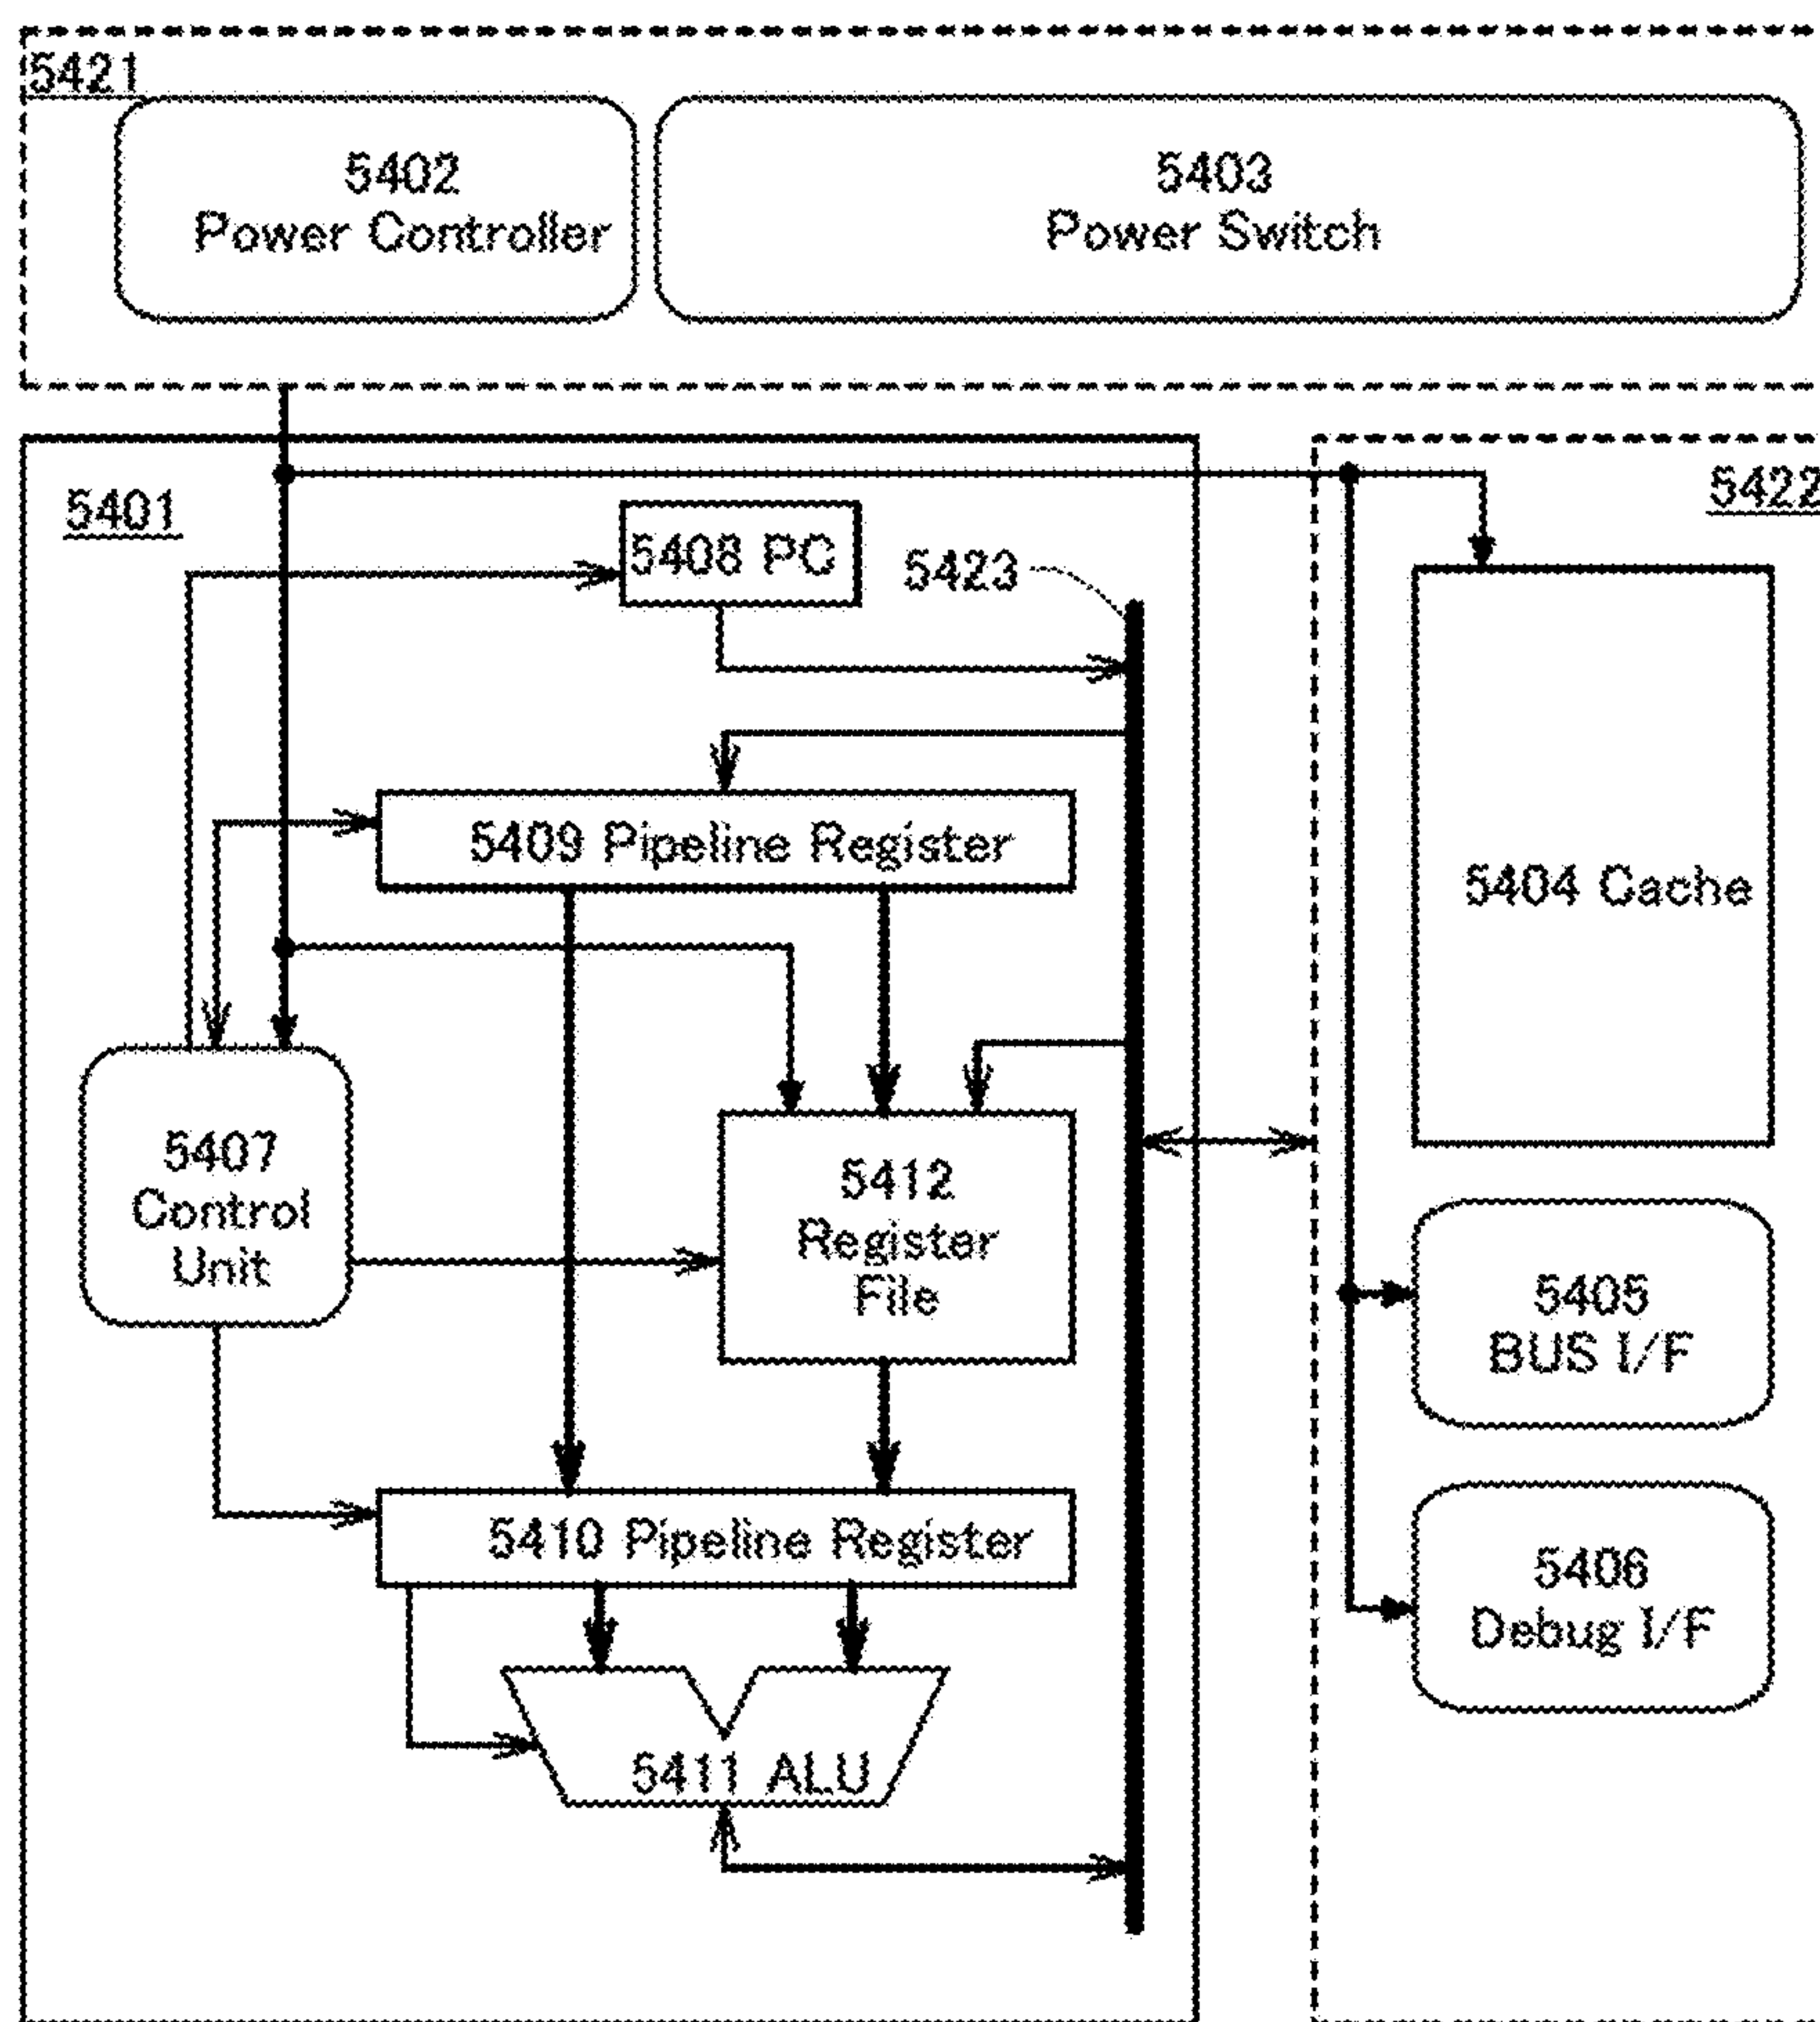 5421
5402
Power Controller
5403
Power Switch
5401
5422
5408 PC
5423
5409 Pipeline Register
5404 Cache
5407
Control
Unit
5412
Register
File
5405
BUS I/F
5410 Pipeline Register
5406
Debug I/F
5411 ALU